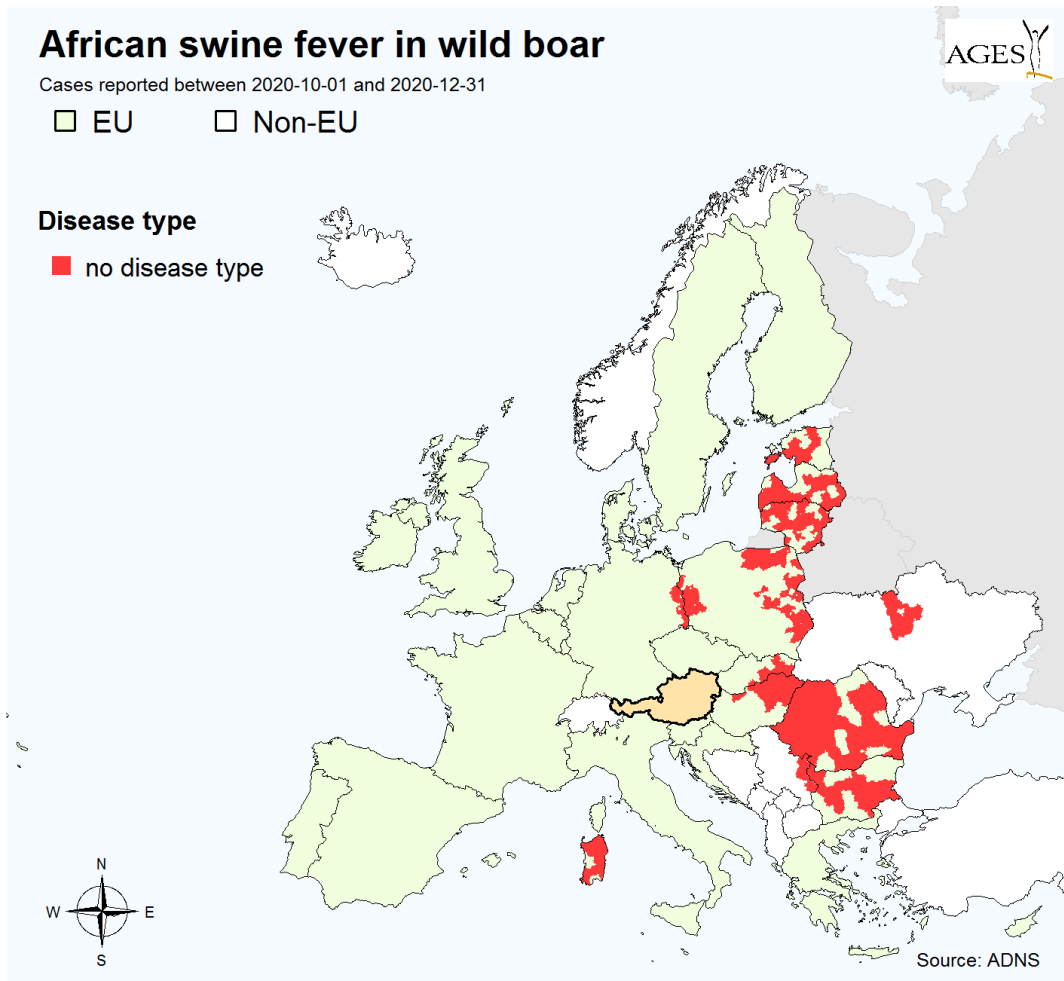 African swine fever in wild boar
AGES
Cases reported between 2020-10-01 and 2020-12-31
EU Non-EU
Disease type
no disease type
N
W E
S
Source: ADNS